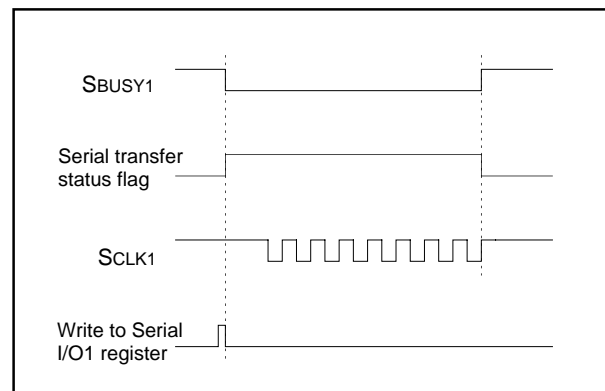 SBUSY1
Serial transfer
status flag
SCLK1
Write to Serial
I/O1 register